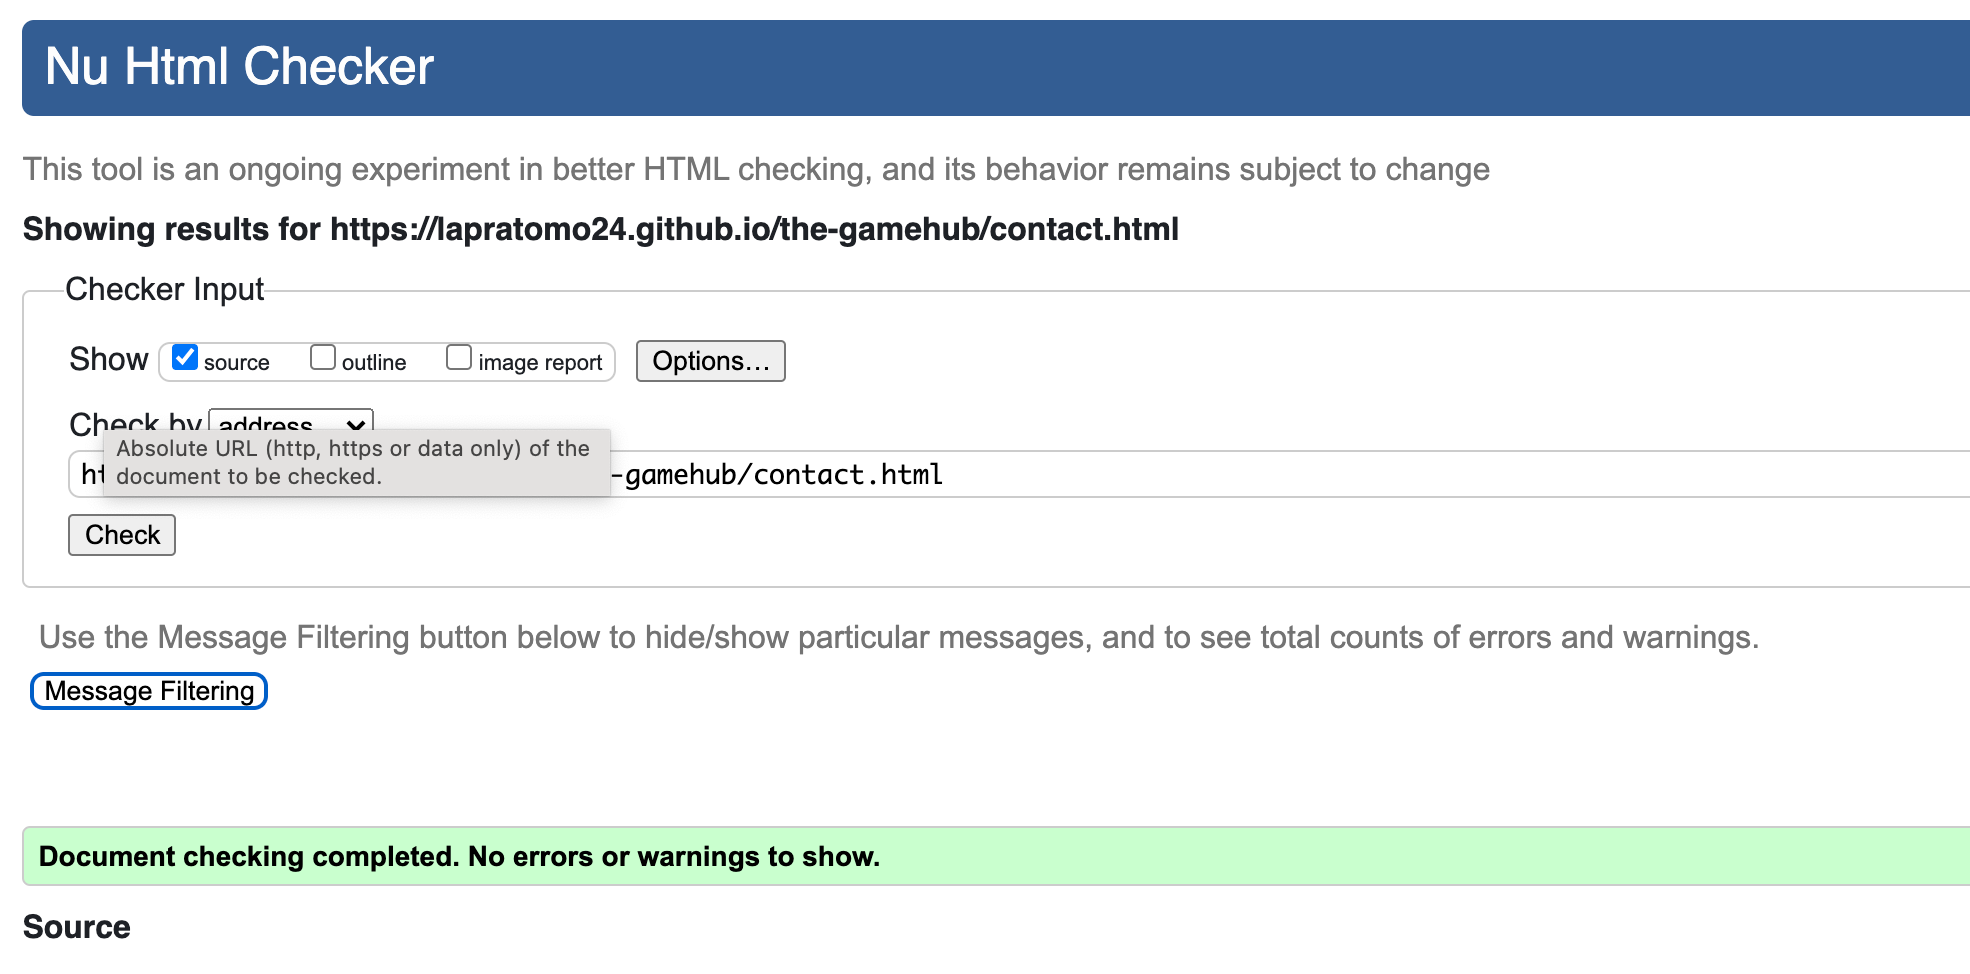 Nu Html Checker
This tool is an ongoing experiment in better HTML checking, and its behavior remains subject to change
Showing results for https://lapratomo24.github.io/the-gamehub/contact.html
Checker Input
Show source outline image report Options…
Check by address
Absolute URL (http, https or data only) of the
document to be checked.
-gamehub/contact.html
Check
Use the Message Filtering button below to hide/show particular messages, and to see total counts of errors and warnings.
Message Filtering
Document checking completed. No errors or warnings to show.
Source